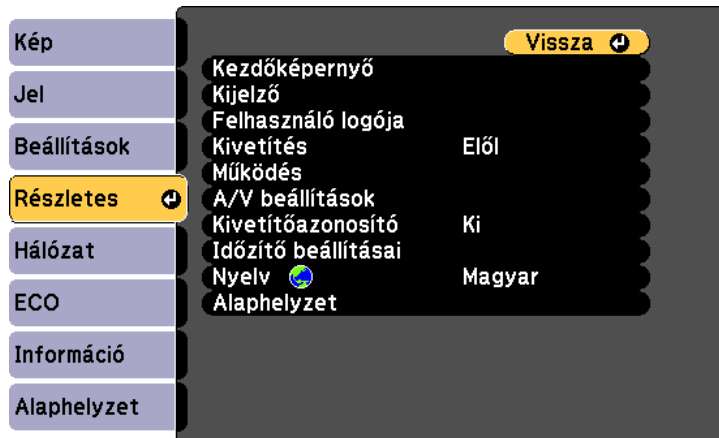 Kép
Jel
Beállítások
Részletes
Hálózat
ECO
Információ
Alaphelyzet
Vissza
Kezdőképernyő
Kijelző
Felhasználó logója
Kivetítés Elől
Működés
A/V beállítások
Kivetítőazonosító Ki
Időzítő beállításai
Nyelv Magyar
Alaphelyzet